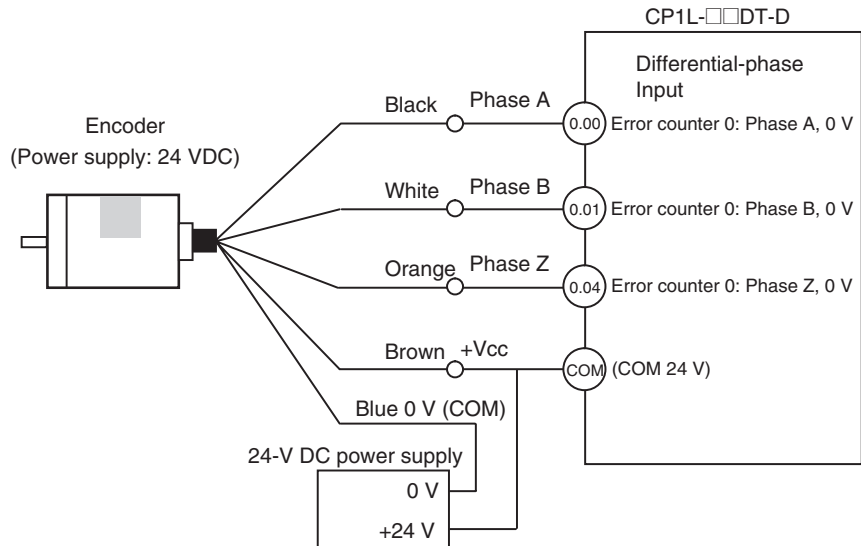 CP1L-□□DT-D
Differential-phase
Input
Encoder
(Power supply: 24 VDC)
Black
Phase A
0.00
Error counter 0: Phase A, 0 V
White
Phase B
0.01
Error counter 0: Phase B, 0 V
Orange
Phase Z
0.04
Error counter 0: Phase Z, 0 V
Brown
+Vcc
COM
(COM 24 V)
Blue 0 V (COM)
24-V DC power supply
0 V
+24 V